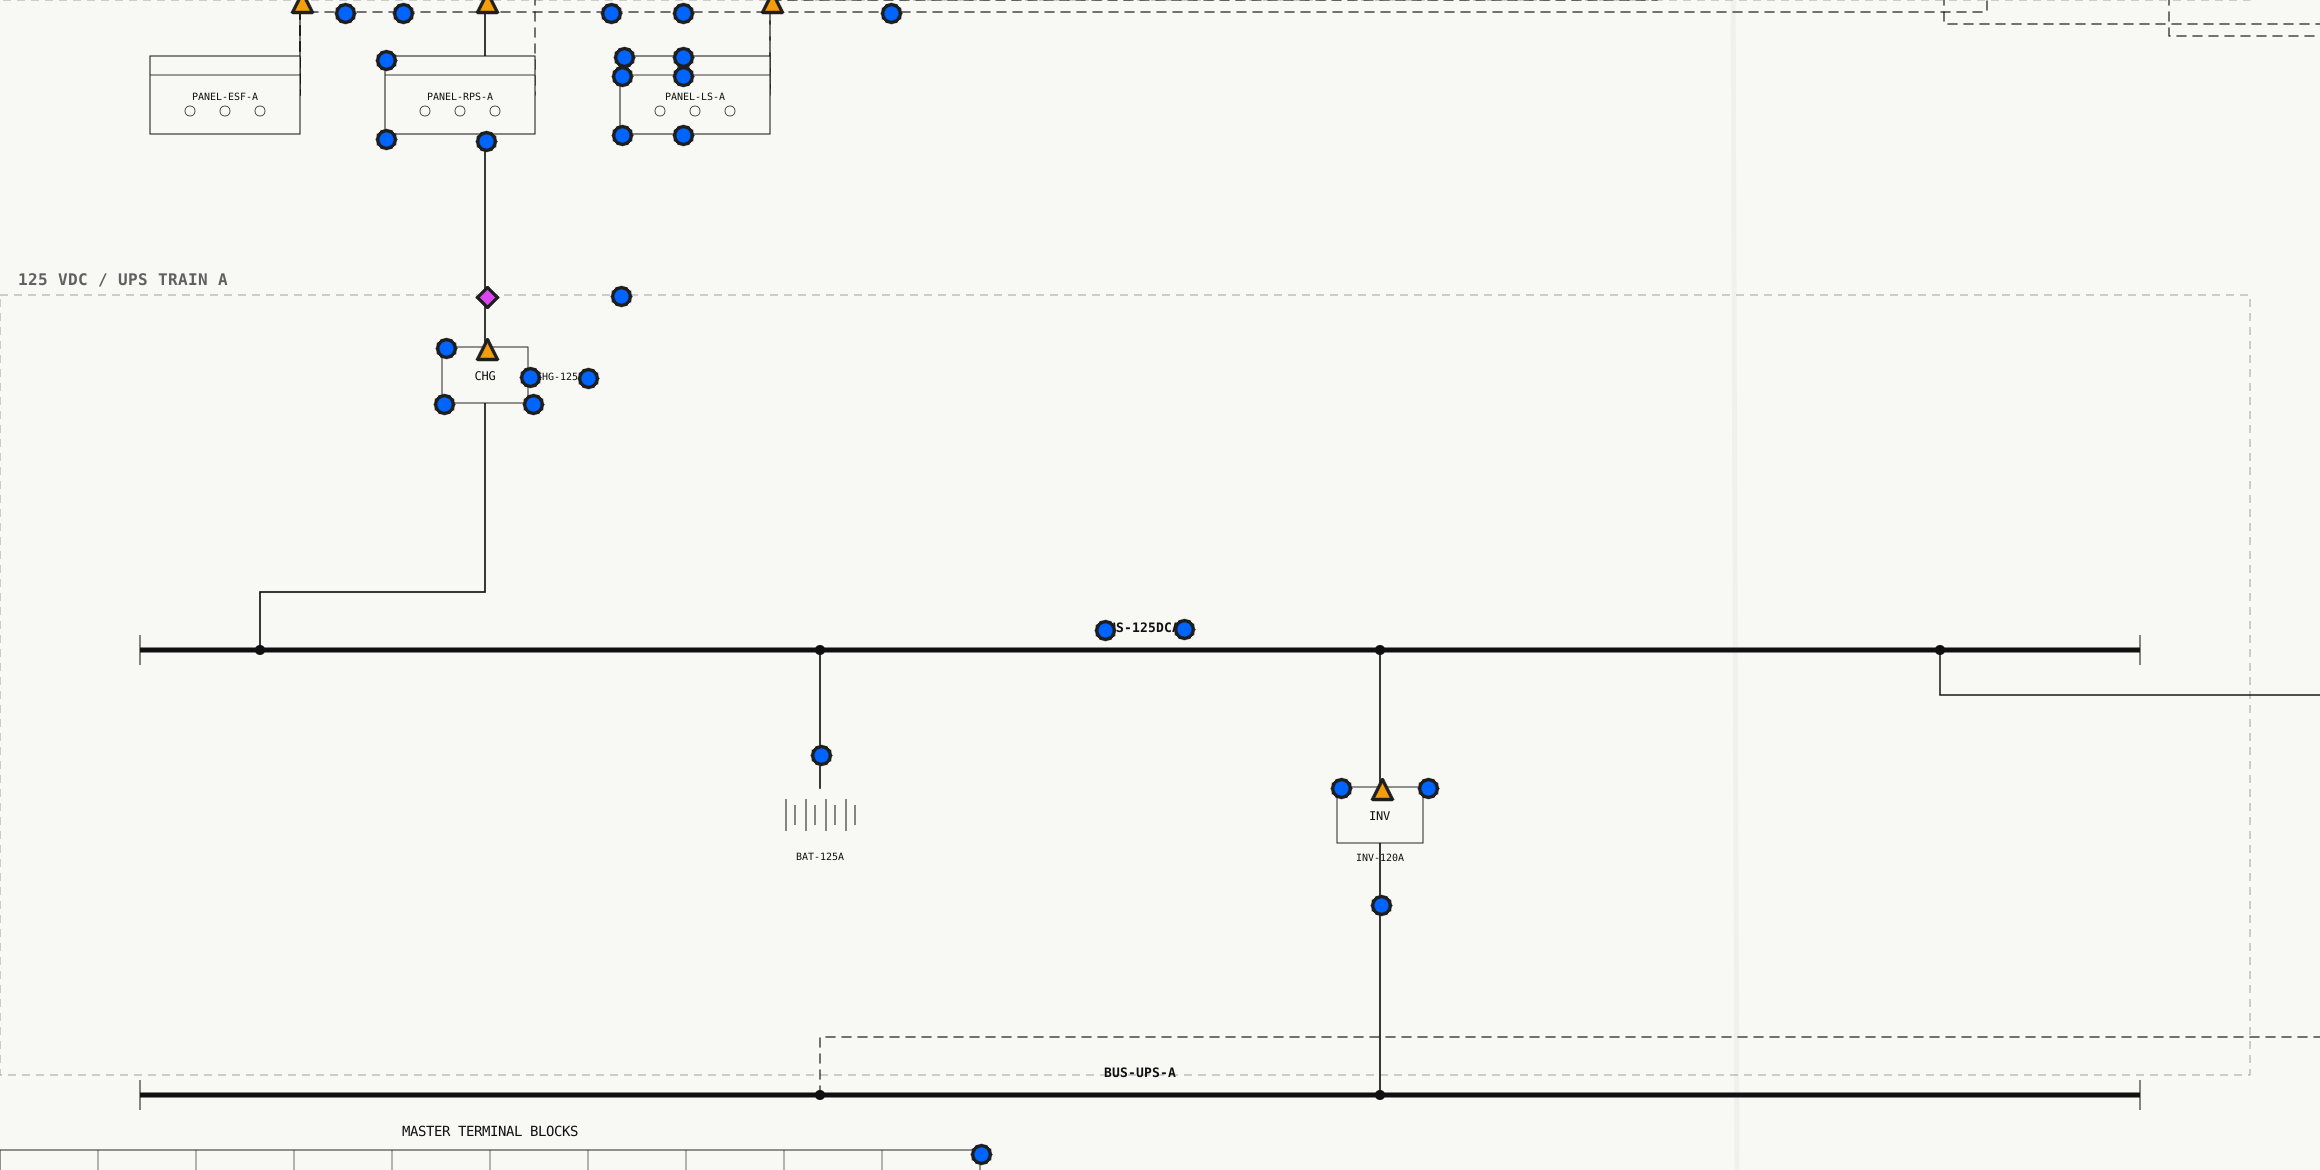 PANEL-ESF-A
PANEL-RPS-A
PANEL-LS-A
125 VDC / UPS TRAIN A
CHG
BAT-125A
INV
INV-120A
BUS-UPS-A
MASTER TERMINAL BLOCKS